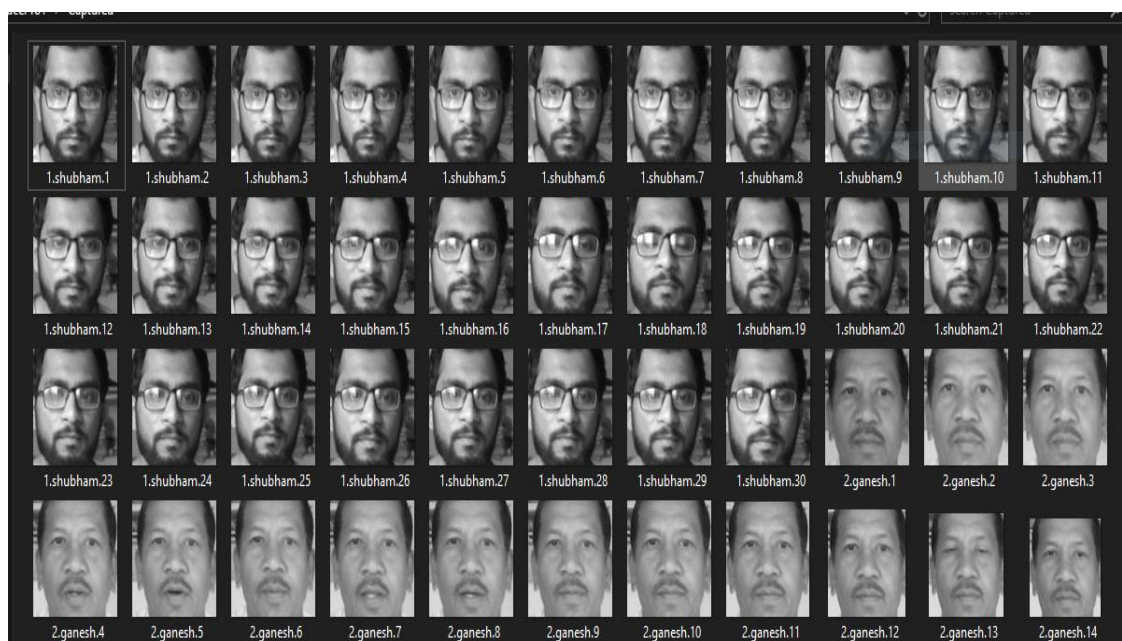 Captured
Search Captured
1.shubham.1 1.shubham.2 1.shubham.3 1.shubham.4 1.shubham.5 1.shubham.6 1.shubham.7 1.shubham.8 1.shubham.9 1.shubham.10 1.shubham.11
1.shubham.12 1.shubham.13 1.shubham.14 1.shubham.15 1.shubham.16 1.shubham.17 1.shubham.18 1.shubham.19 1.shubham.20 1.shubham.21 1.shubham.22
1.shubham.23 1.shubham.24 1.shubham.25 1.shubham.26 1.shubham.27 1.shubham.28 1.shubham.29 1.shubham.30 2.ganesh.1 2.ganesh.2 2.ganesh.3
2.ganesh.4 2.ganesh.5 2.ganesh.6 2.ganesh.7 2.ganesh.8 2.ganesh.9 2.ganesh.10 2.ganesh.11 2.ganesh.12 2.ganesh.13 2.ganesh.14